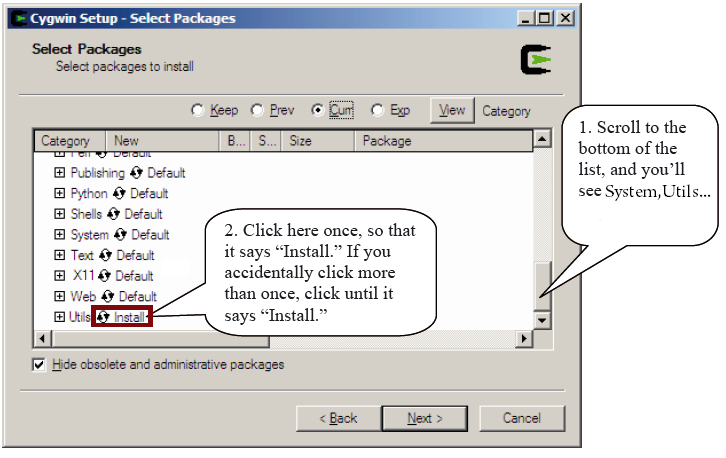 Cygwin Setup - Select Packages
Select Packages
Select packages to install
Keep Prev Curr Exp View Category
Category New B... S... Size Package
Default
Publishing Default
Python Default
Shells Default
System Default
Text Default
X11 Default
Web Default
Utils Install
Hide obsolete and administrative packages
< Back Next > Cancel
1. Scroll to the
bottom of the
list, and you’ll
see System,Utils...
2. Click here once, so that
it says “Install.” If you
accidentally click more
than once, click until it
says “Install.”